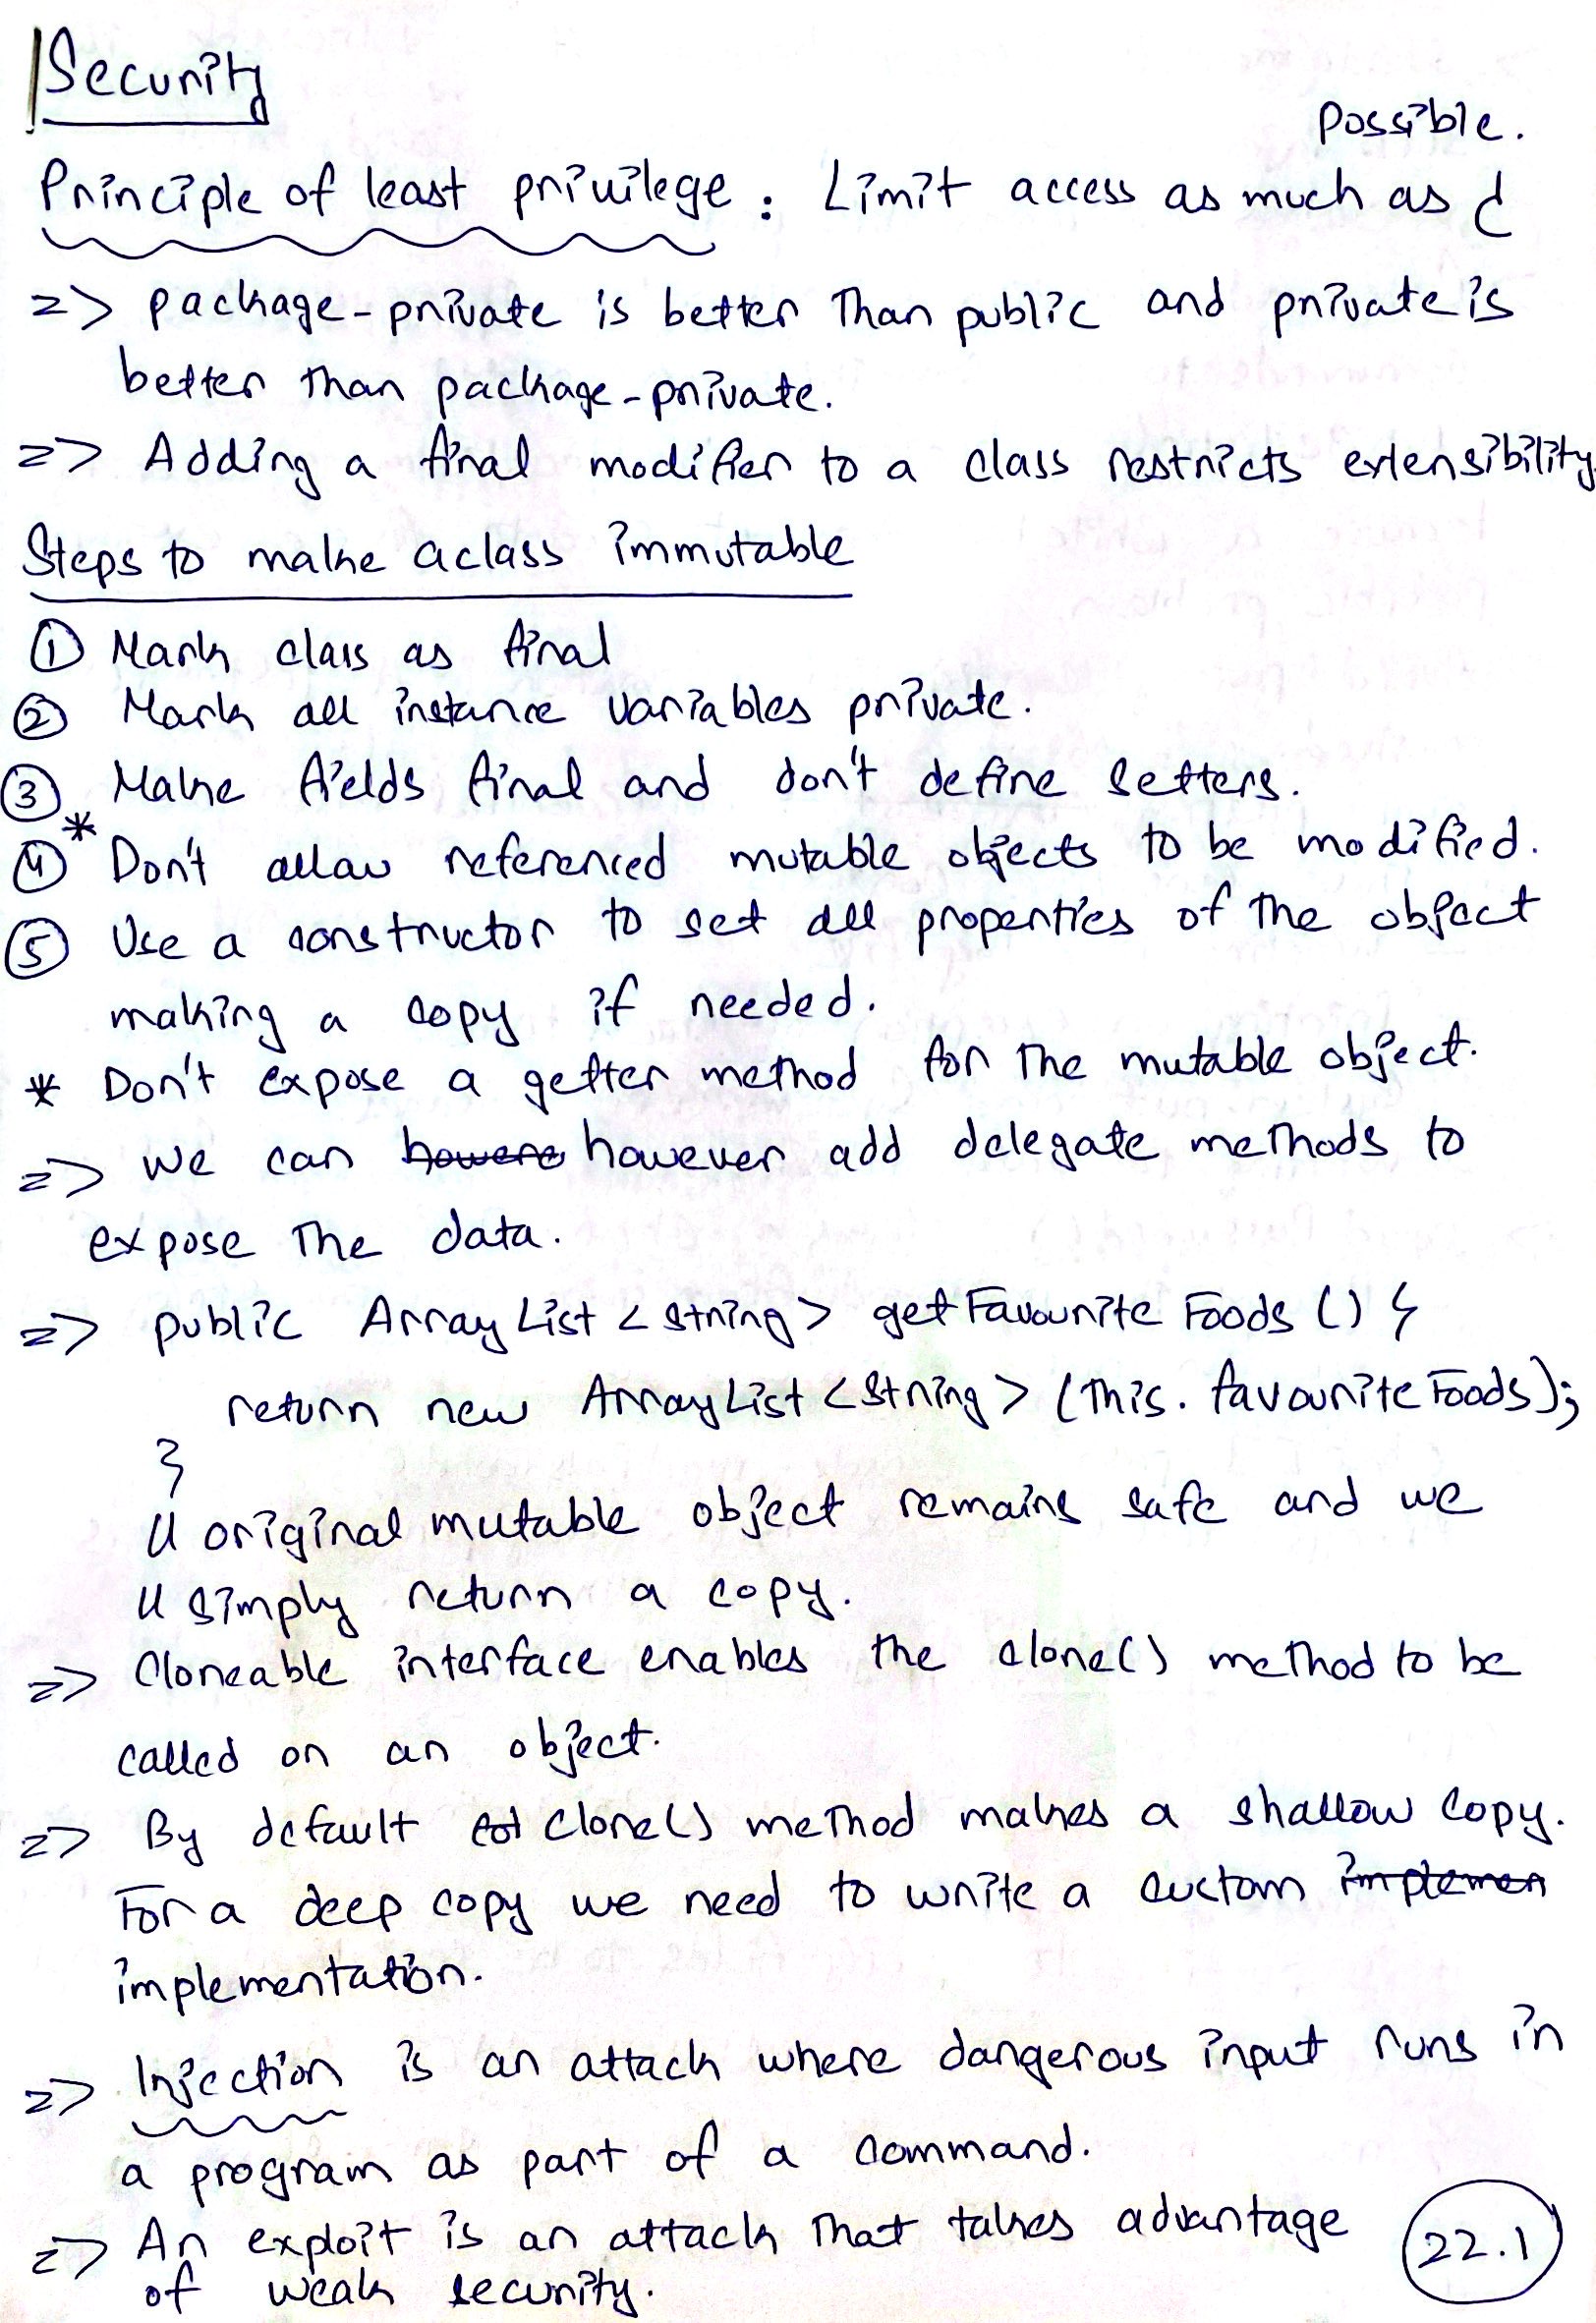 Security
Principle of least privilege : Limit access as much as possible.
=> package-private is better than public and private is
better than package-private.
=> Adding a final modifier to a class restricts extensibility.
Steps to make a class immutable
① Mark class as final
② Mark all instance variables private.
③ Make fields final and don't define setters.
④* Don't allow referenced mutable objects to be modified.
⑤ Use a constructor to set all properties of the object
making a copy if needed.
* Don't expose a getter method for the mutable object.
=> we can howere however add delegate methods to
expose the data.
=> public ArrayList <String> getFavouriteFoods () {
return new ArrayList <String> (this.favouriteFoods);
}
// original mutable object remains safe and we
// simply return a copy.
=> Cloneable interface enables the clone() method to be
called on an object.
=> By default clone() method makes a shallow copy.
For a deep copy we need to write a custom implemen
implementation.
=> Injection is an attack where dangerous input runs in
a program as part of a command.
=> An exploit is an attack that takes advantage
of weak security.
22.1